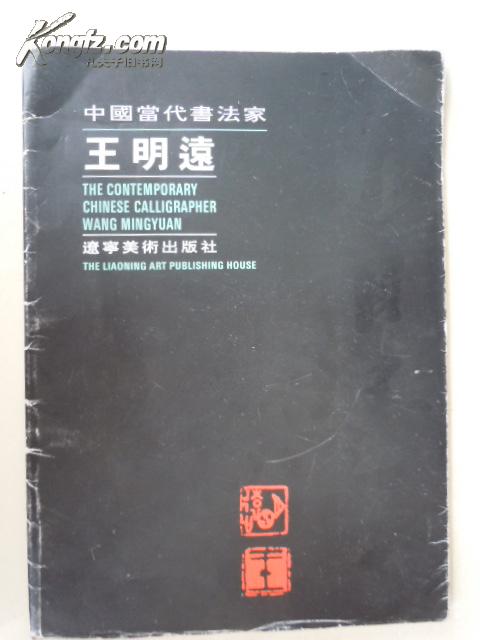 Kongfz.com
孔夫子旧书网
中國當代書法家
王明遠
THE CONTEMPORARY
CHINESE CALLIGRAPHER
WANG MINGYUAN
遼寧美術出版社
THE LIAONING ART PUBLISHING HOUSE